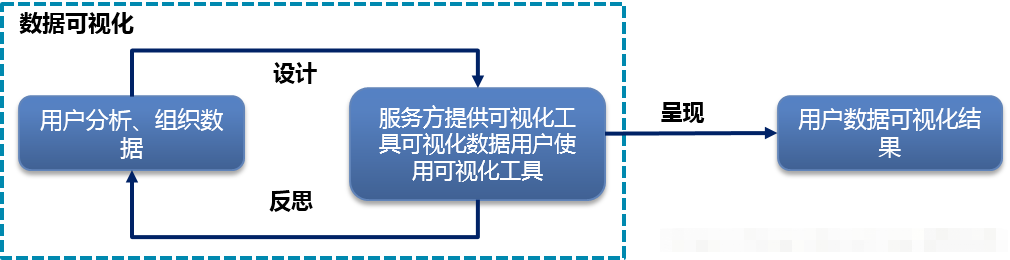 数据可视化
设计
用户分析、组织数
据
服务方提供可视化工
具可视化数据用户使
用可视化工具
反思
呈现
用户数据可视化结
果